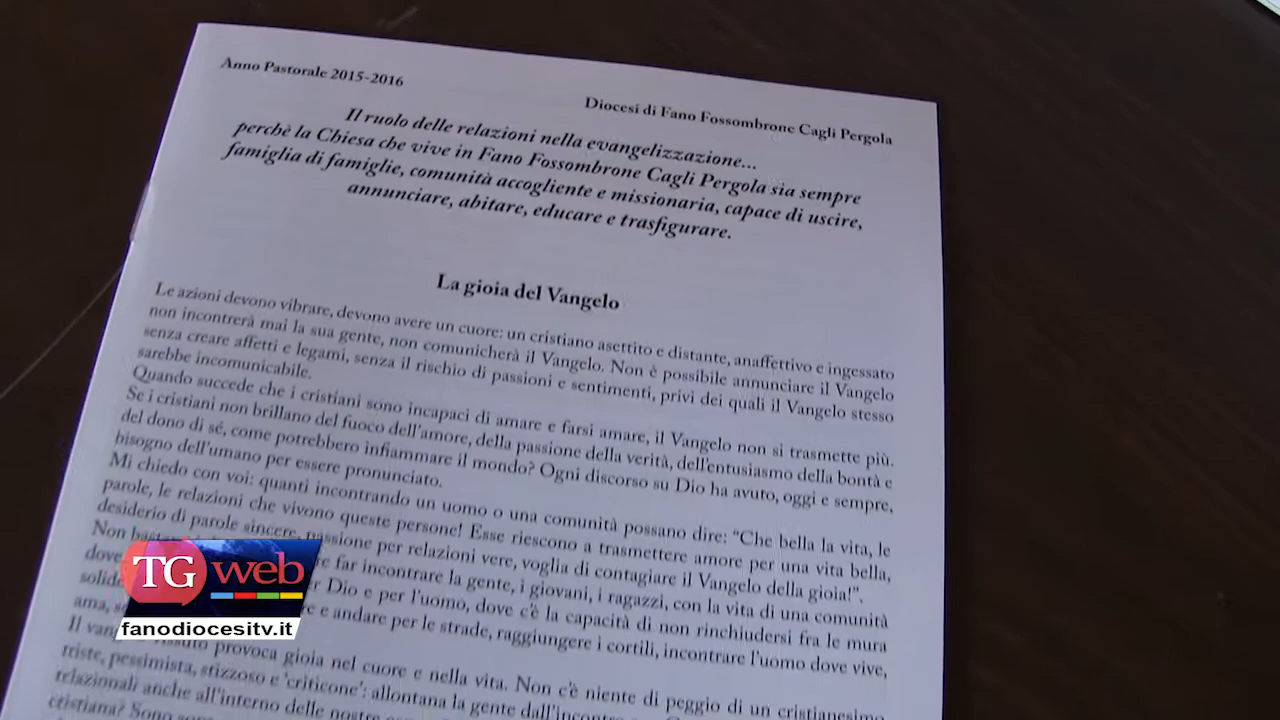 Anno Pastorale 2015-2016
Diocesi di Fano Fossombrone Cagli Pergola
Il ruolo delle relazioni nella evangelizzazione...
perchè la Chiesa che vive in Fano Fossombrone Cagli Pergola sia sempre
famiglia di famiglie, comunità accogliente e missionaria, capace di uscire,
annunciare, abitare, educare e trasfigurare.
La gioia del Vangelo
Le azioni devono vibrare, devono avere un cuore: un cristiano asettito e distante, anaffettivo e ingessato
non incontrerà mai la sua gente, non comunicherà il Vangelo. Non è possibile annunciare il Vangelo
senza creare affetti e legami, senza il rischio di passioni e sentimenti, privi dei quali il Vangelo stesso
sarebbe incomunicabile.
Quando succede che i cristiani sono incapaci di amare e farsi amare, il Vangelo non si trasmette più.
Se i cristiani non brillano del fuoco dell'amore, della passione della verità, dell'entusiasmo della bontà e
del dono di sé, come potrebbero infiammare il mondo? Ogni discorso su Dio ha avuto, oggi e sempre,
bisogno dell'umano per essere pronunciato.
Mi chiedo con voi: quanti incontrando un uomo o una comunità possano dire: “Che bella la vita, le
parole, le relazioni che vivono queste persone! Esse riescono a trasmettere amore per una vita bella,
desiderio di parole sincere, passione per relazioni vere, voglia di contagiare il Vangelo della gioia!”.
Non far incontrare la gente, i giovani, i ragazzi, con la vita di una comunità
dove Dio e per l'uomo, dove c'è la capacità di non rinchiudersi fra le mura
e andare per le strade, raggiungere i cortili, incontrare l'uomo dove vive,
ama,
Il provoca gioia nel cuore e nella vita. Non c'è niente di peggio di un cristianesimo
triste, pessimista, stizzoso e 'criticone': allontana la gente
relazionali anche all'interno delle nostre
cristiana? Sono
TG web
fanodiocesitv.it